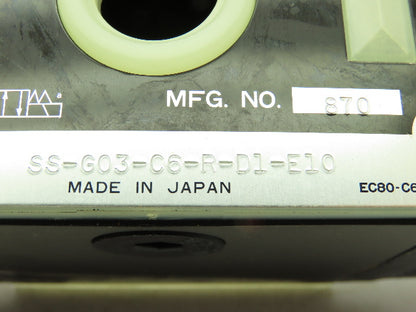 MFG. NO. 870
SS-G03-C6-R-D1-E10
MADE IN JAPAN EC80-C6